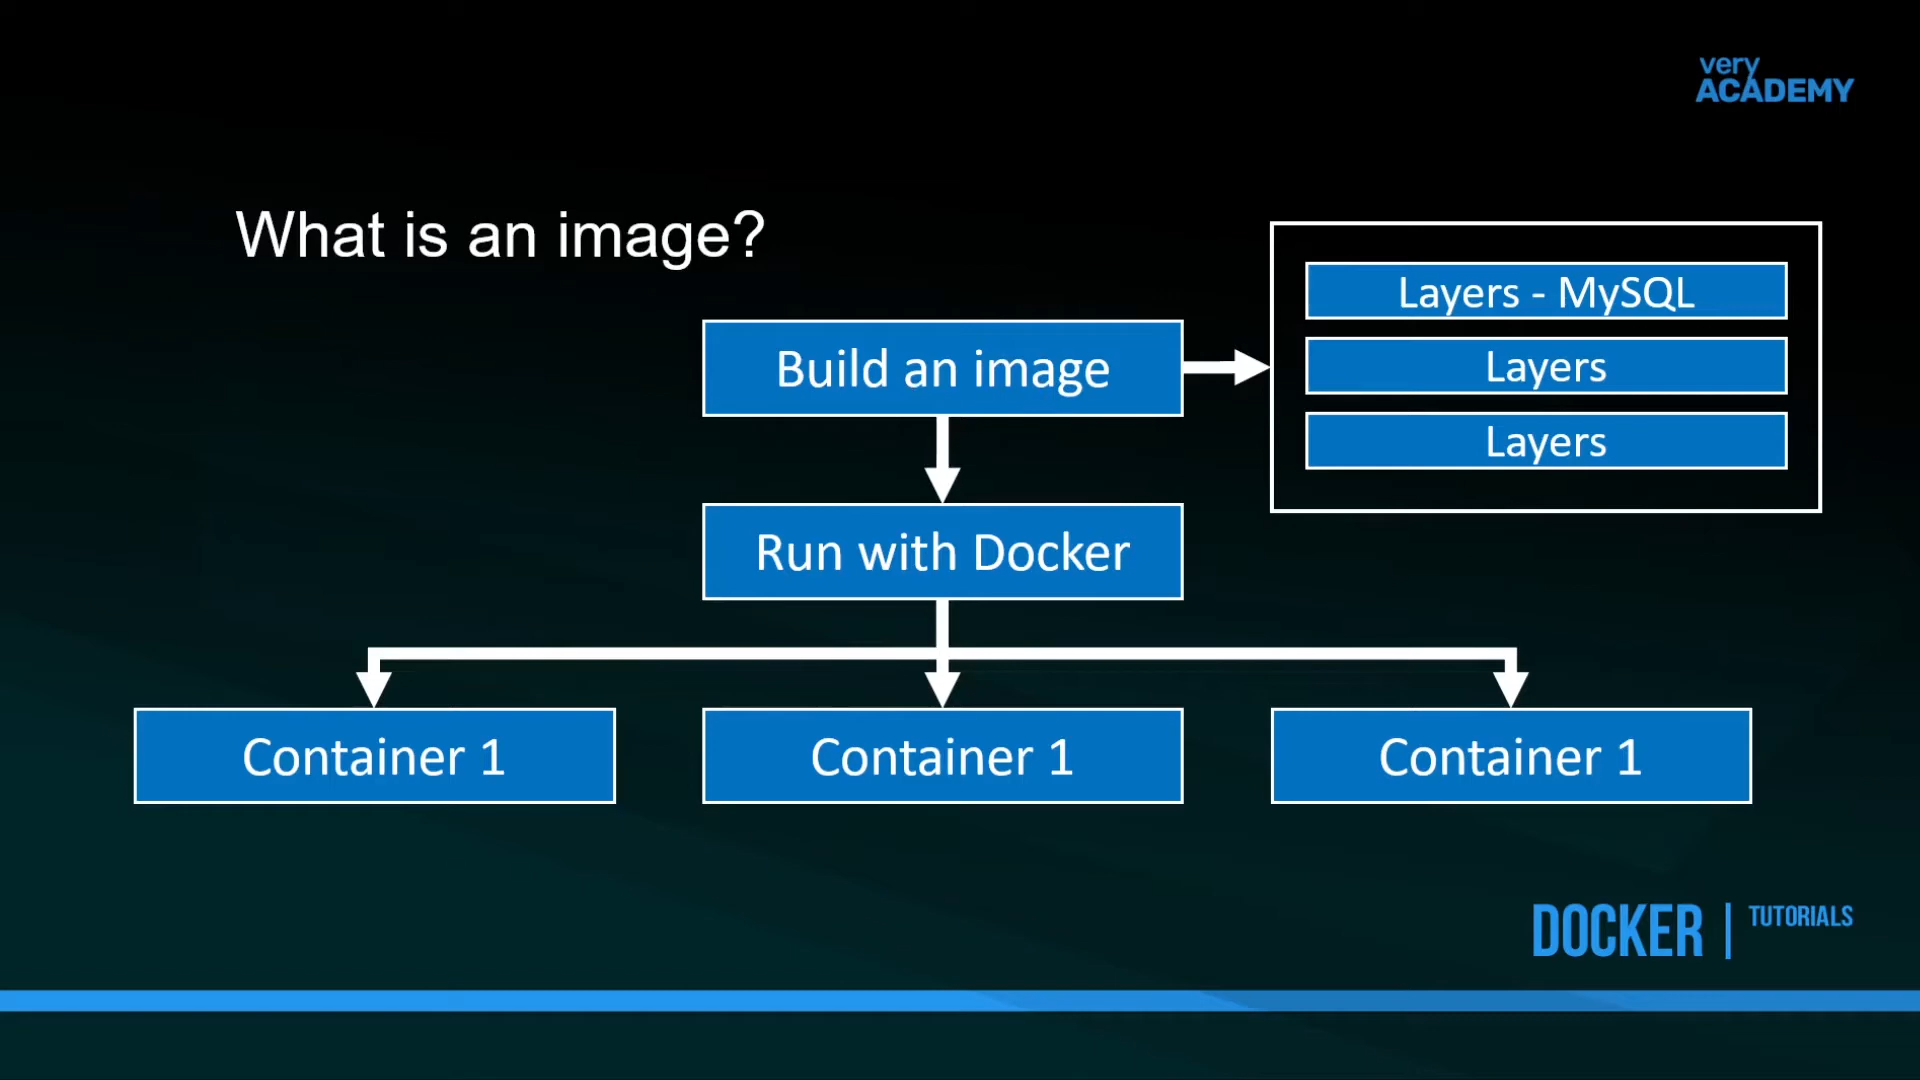 very
ACADEMY
What is an image?
Layers - MySQL
Build an image
Layers
Layers
Run with Docker
Container 1
Container 1
Container 1
DOCKER | TUTORIALS